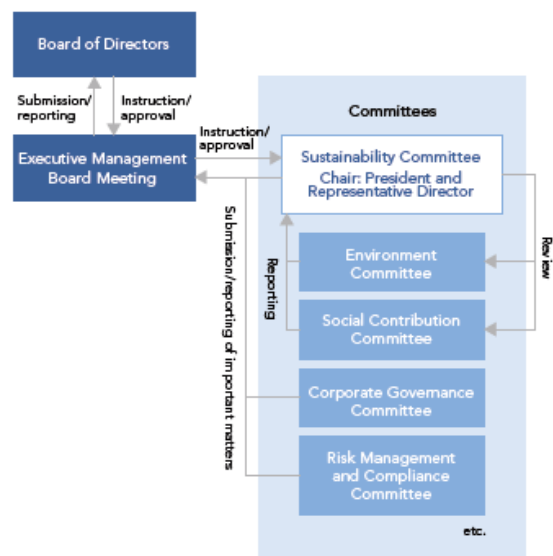 Board of Directors
Submission/
reporting
Instruction/
approval
Executive Management
Board Meeting
Instruction/
approval
Committees
Sustainability Committee
Chair: President and
Representative Director
Environment
Committee
Social Contribution
Committee
Corporate Governance
Committee
Risk Management
and Compliance
Committee
etc.
Submission/reporting of important matters
Reporting
Review